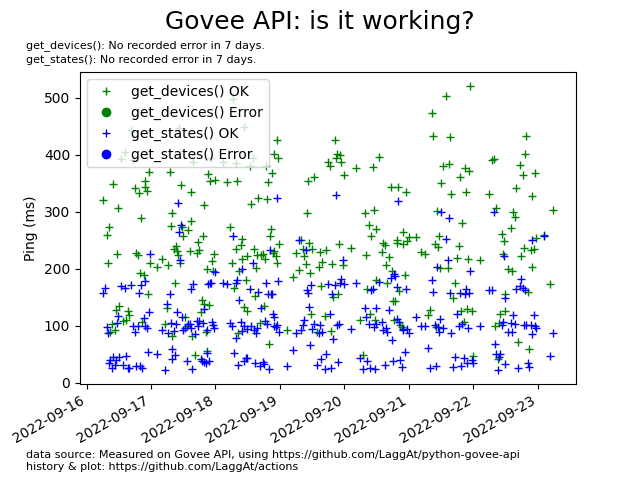 Govee API: is it working?
get_devices(): No recorded error in 7 days.
get_states(): No recorded error in 7 days.
get_devices() OK
get_devices() Error
get_states() OK
get_states() Error
Ping (ms)
500
400
300
200
100
0
2022-09-16
2022-09-17
2022-09-18
2022-09-19
2022-09-20
2022-09-21
2022-09-22
2022-09-23
data source: Measured on Govee API, using https://github.com/LaggAt/python-govee-api
history & plot: https://github.com/LaggAt/actions